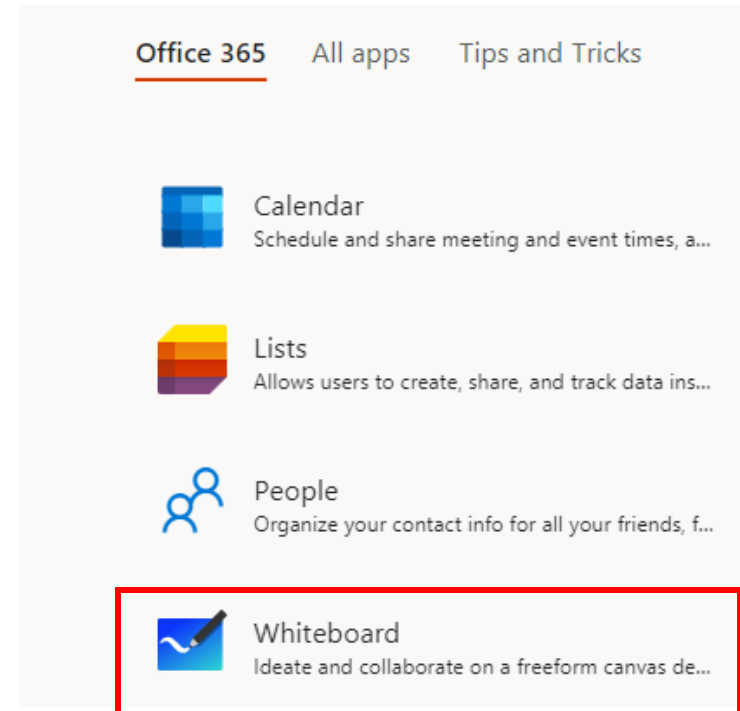 Office 365 All apps Tips and Tricks
Calendar
Schedule and share meeting and event times, a...
Lists
Allows users to create, share, and track data ins...
People
Organize your contact info for all your friends, f...
Whiteboard
Ideate and collaborate on a freeform canvas de...